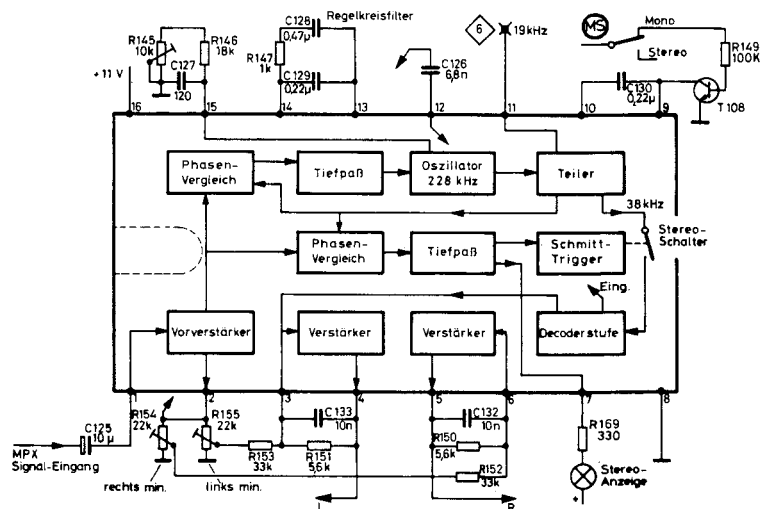 Regelkreisfilter
6
19kHz
MS
Mono
Stereo
R145
10k
R146
18k
C127
120
+11 V
R147
1k
C128
0,47µ
C129
0,22µ
C126
6,8n
C130
0,22µ
R149
100K
T108
16
15
14
13
12
11
10
9
Phasen-
Vergleich
Tiefpaß
Oszillator
228 kHz
Teiler
38kHz
Stereo-
Schalter
Phasen-
Vergleich
Tiefpaß
Schmitt-
Trigger
Eing.
Vorverstärker
Verstärker
Verstärker
Decoderstufe
1
2
3
4
5
6
7
8
C125
10µ
MPX
Signal-Eingang
R154
22k
R155
22k
rechts min.
links min.
R153
33k
C133
10n
R151
5,6k
C132
10n
R150
5,6k
R152
33k
L
R
R169
330
Stereo-
Anzeige
+